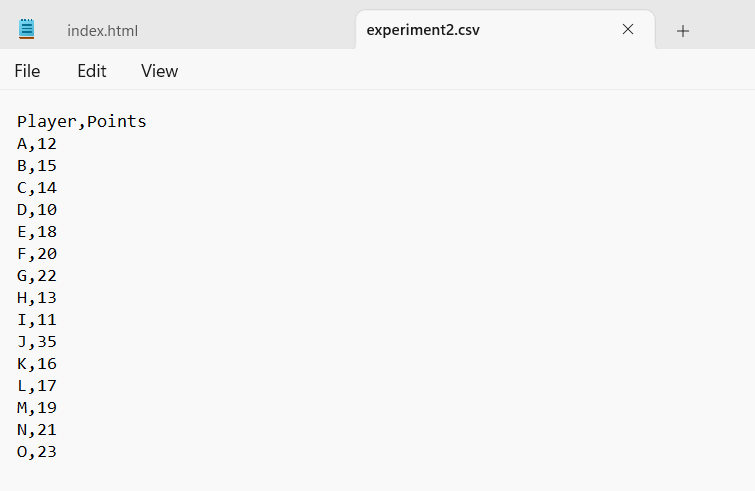 index.html
experiment2.csv
File Edit View
Player,Points
A,12
B,15
C,14
D,10
E,18
F,20
G,22
H,13
I,11
J,35
K,16
L,17
M,19
N,21
O,23